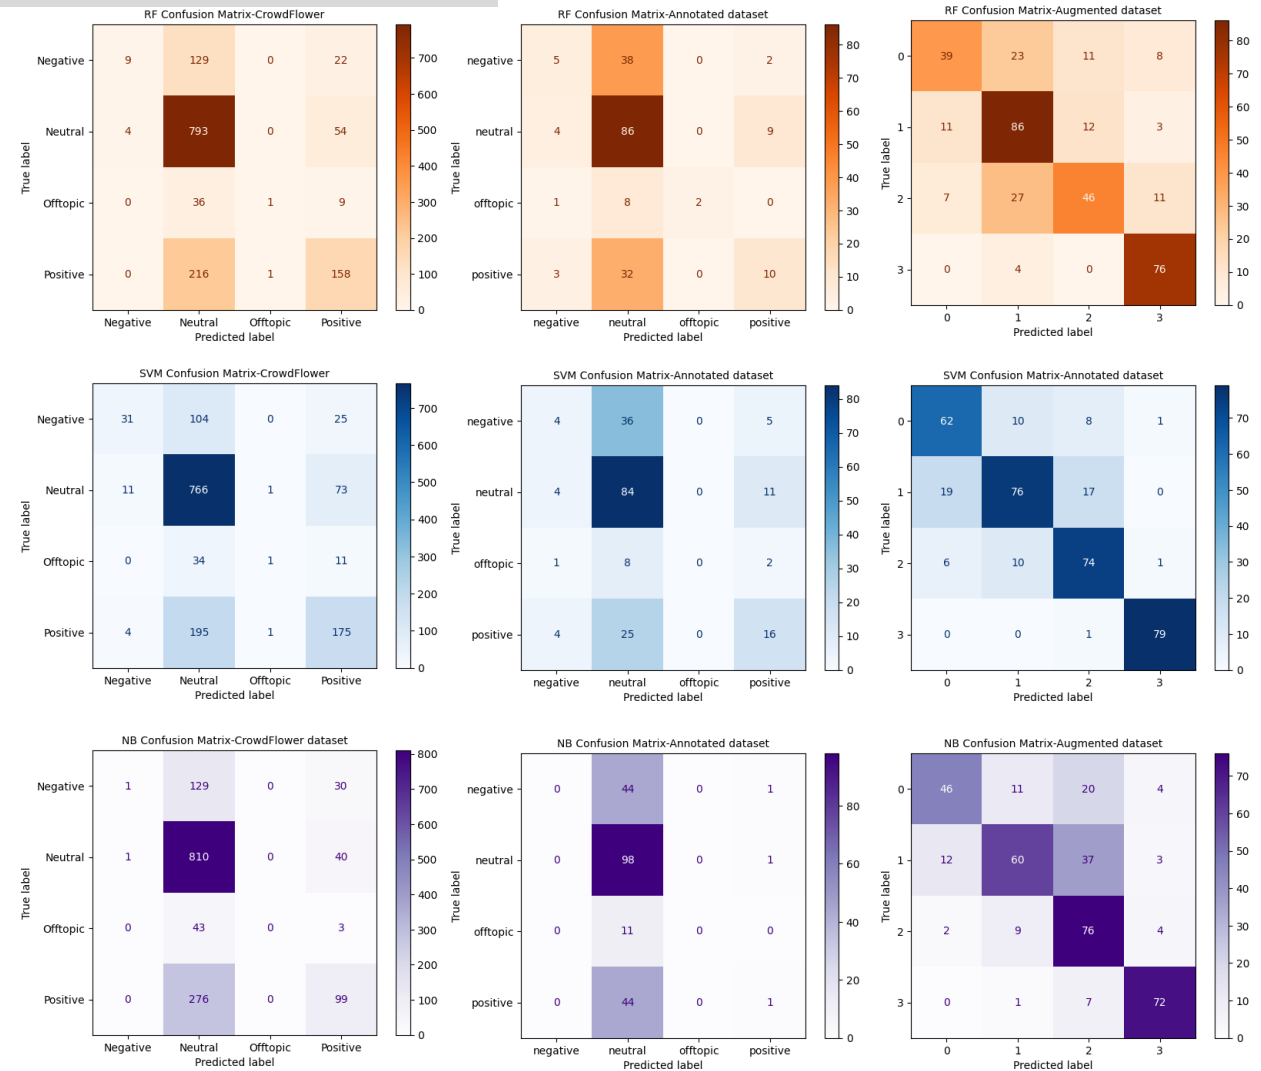 RF Confusion Matrix-CrowdFlower
Negative 9 129 0 22
Neutral 4 793 0 54
Offtopic 0 36 1 9
Positive 0 216 1 158
Negative Neutral Offtopic Positive
Predicted label
True label
700
600
500
400
300
200
100
0
RF Confusion Matrix-Annotated dataset
negative 5 38 0 2
neutral 4 86 0 9
offtopic 1 8 2 0
positive 3 32 0 10
negative neutral offtopic positive
Predicted label
True label
80
70
60
50
40
30
20
10
0
RF Confusion Matrix-Augmented dataset
0 39 23 11 8
1 11 86 12 3
2 7 27 46 11
3 0 4 0 76
0 1 2 3
Predicted label
True label
80
70
60
50
40
30
20
10
0
SVM Confusion Matrix-CrowdFlower
Negative 31 104 0 25
Neutral 11 766 1 73
Offtopic 0 34 1 11
Positive 4 195 1 175
Negative Neutral Offtopic Positive
Predicted label
True label
700
600
500
400
300
200
100
0
SVM Confusion Matrix-Annotated dataset
negative 4 36 0 5
neutral 4 84 0 11
offtopic 1 8 0 2
positive 4 25 0 16
negative neutral offtopic positive
Predicted label
True label
80
70
60
50
40
30
20
10
0
SVM Confusion Matrix-Annotated dataset
0 62 10 8 1
1 19 76 17 0
2 6 10 74 1
3 0 0 1 79
0 1 2 3
Predicted label
True label
70
60
50
40
30
20
10
0
NB Confusion Matrix-CrowdFlower dataset
Negative 1 129 0 30
Neutral 1 810 0 40
Offtopic 0 43 0 3
Positive 0 276 0 99
Negative Neutral Offtopic Positive
Predicted label
True label
800
700
600
500
400
300
200
100
0
NB Confusion Matrix-Annotated dataset
negative 0 44 0 1
neutral 0 98 0 1
offtopic 0 11 0 0
positive 0 44 0 1
negative neutral offtopic positive
Predicted label
True label
80
60
40
20
0
NB Confusion Matrix-Augmented dataset
0 46 11 20 4
1 12 60 37 3
2 2 9 76 4
3 0 1 7 72
0 1 2 3
Predicted label
True label
70
60
50
40
30
20
10
0